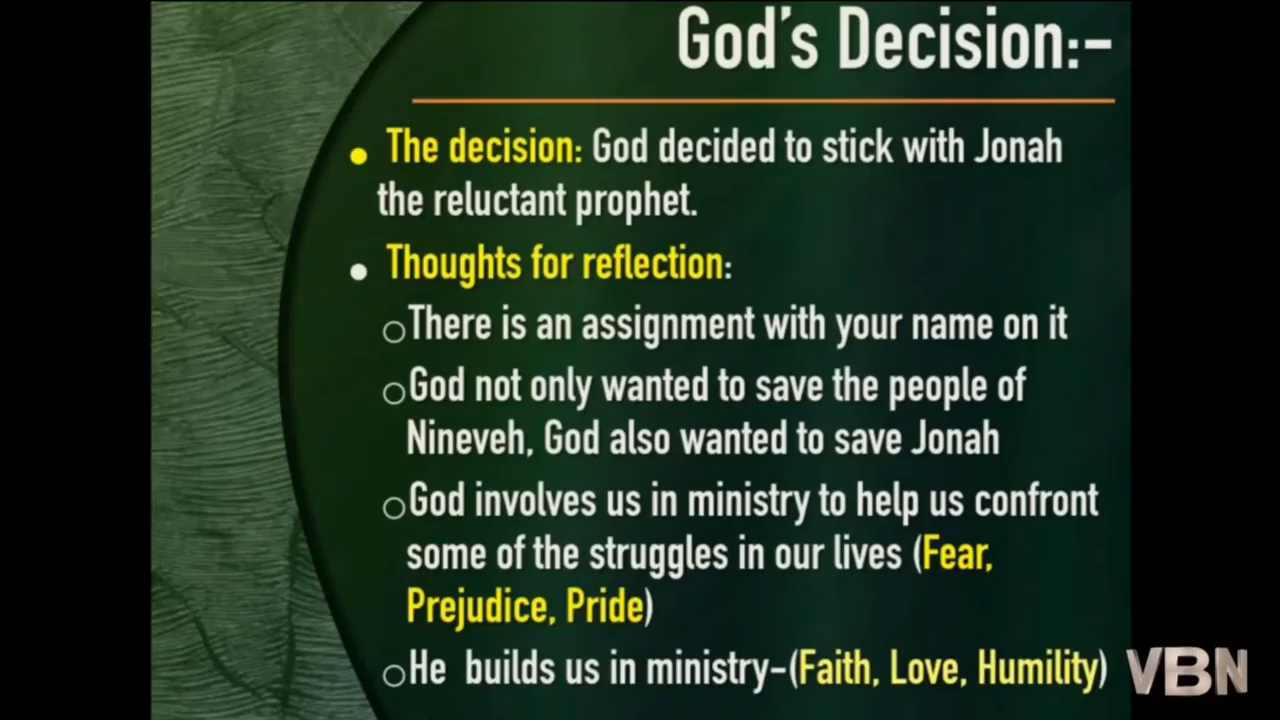 God's Decision:-
• The decision: God decided to stick with Jonah
the reluctant prophet.
• Thoughts for reflection:
○There is an assignment with your name on it
○God not only wanted to save the people of
Nineveh, God also wanted to save Jonah
○God involves us in ministry to help us confront
some of the struggles in our lives (Fear,
Prejudice, Pride)
○He builds us in ministry-(Faith, Love, Humility)
VBN